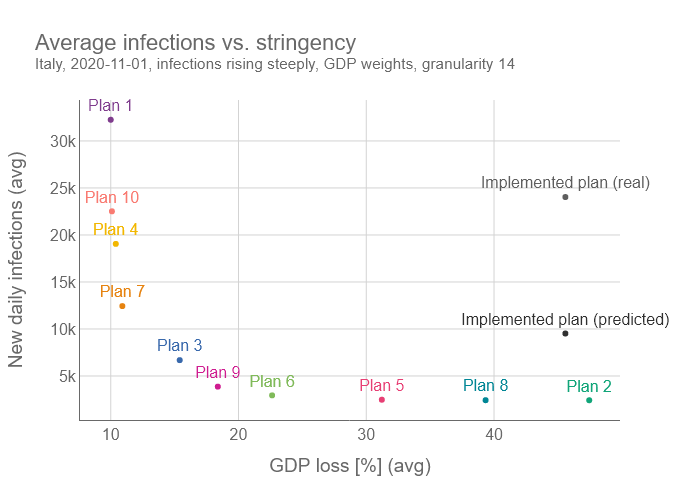 Average infections vs. stringency
Italy, 2020-11-01, infections rising steeply, GDP weights, granularity 14
New daily infections (avg)
30k
25k
20k
15k
10k
5k
Plan 1
Implemented plan (real)
Plan 10
Plan 4
Plan 7
Implemented plan (predicted)
Plan 3
Plan 9
Plan 6
Plan 5
Plan 8
Plan 2
10
20
30
40
GDP loss [%] (avg)